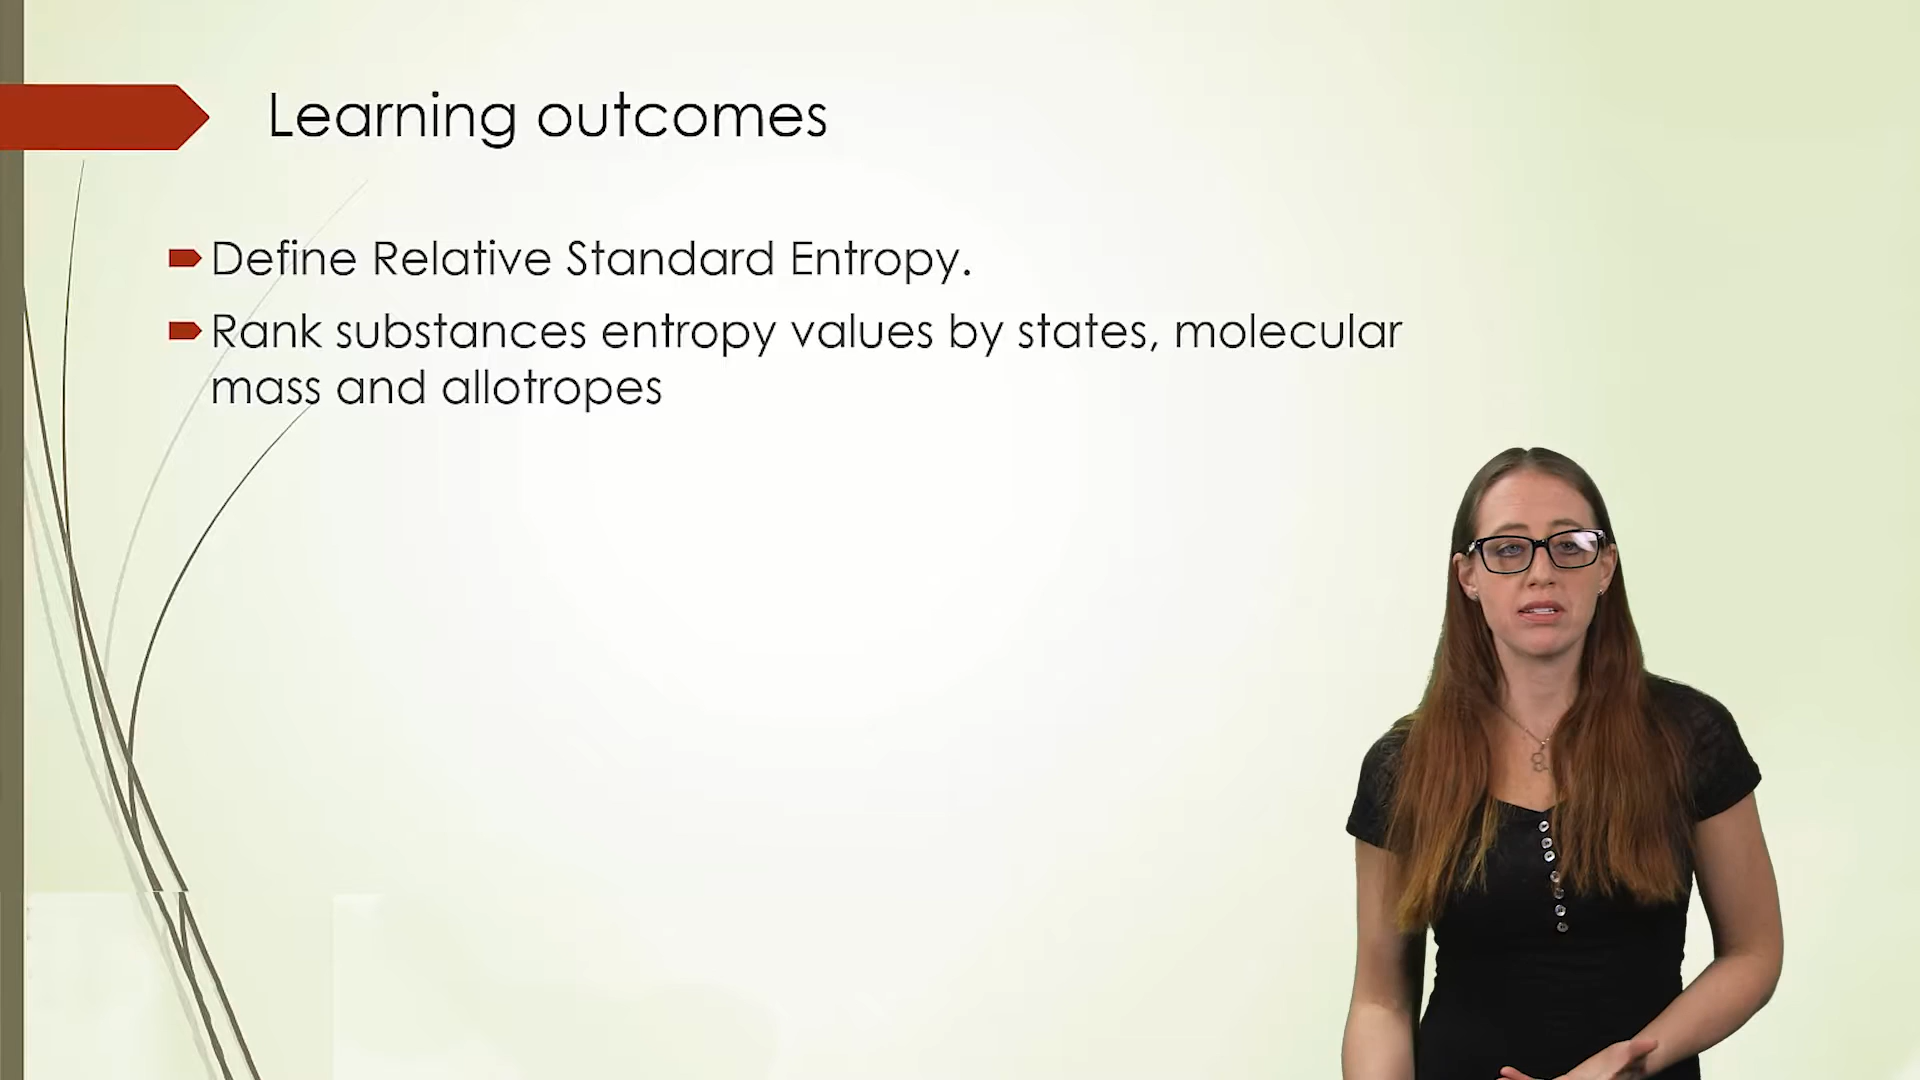 Learning outcomes
Define Relative Standard Entropy.
Rank substances entropy values by states, molecular
mass and allotropes